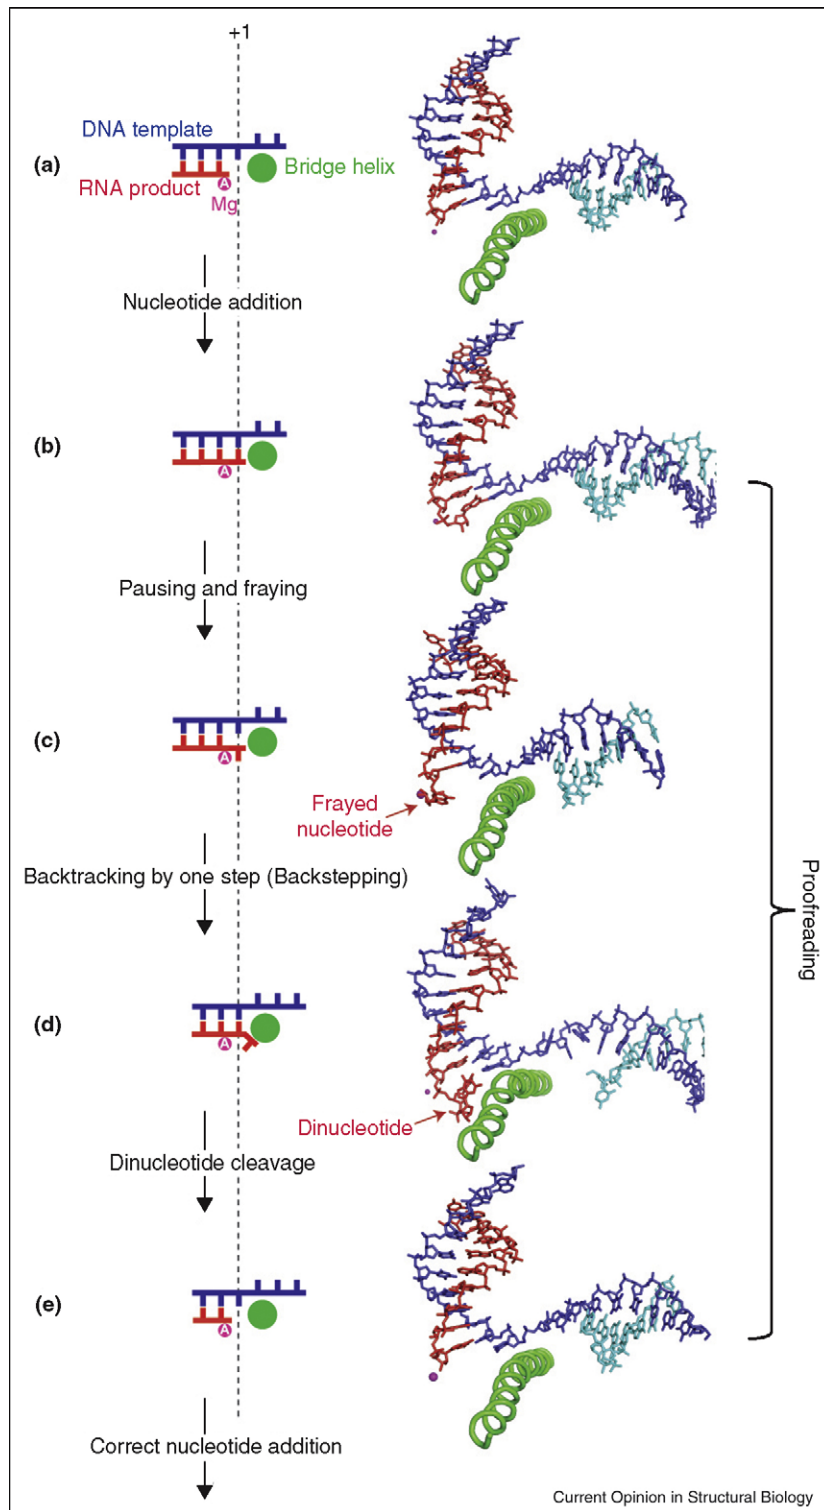 +1
DNA template
(a)
Bridge helix
RNA product
A
Mg
Nucleotide addition
(b)
A
Pausing and fraying
(c)
A
Frayed
nucleotide
Backtracking by one step (Backstepping)
Proofreading
(d)
A
Dinucleotide
Dinucleotide cleavage
(e)
A
Correct nucleotide addition
Current Opinion in Structural Biology